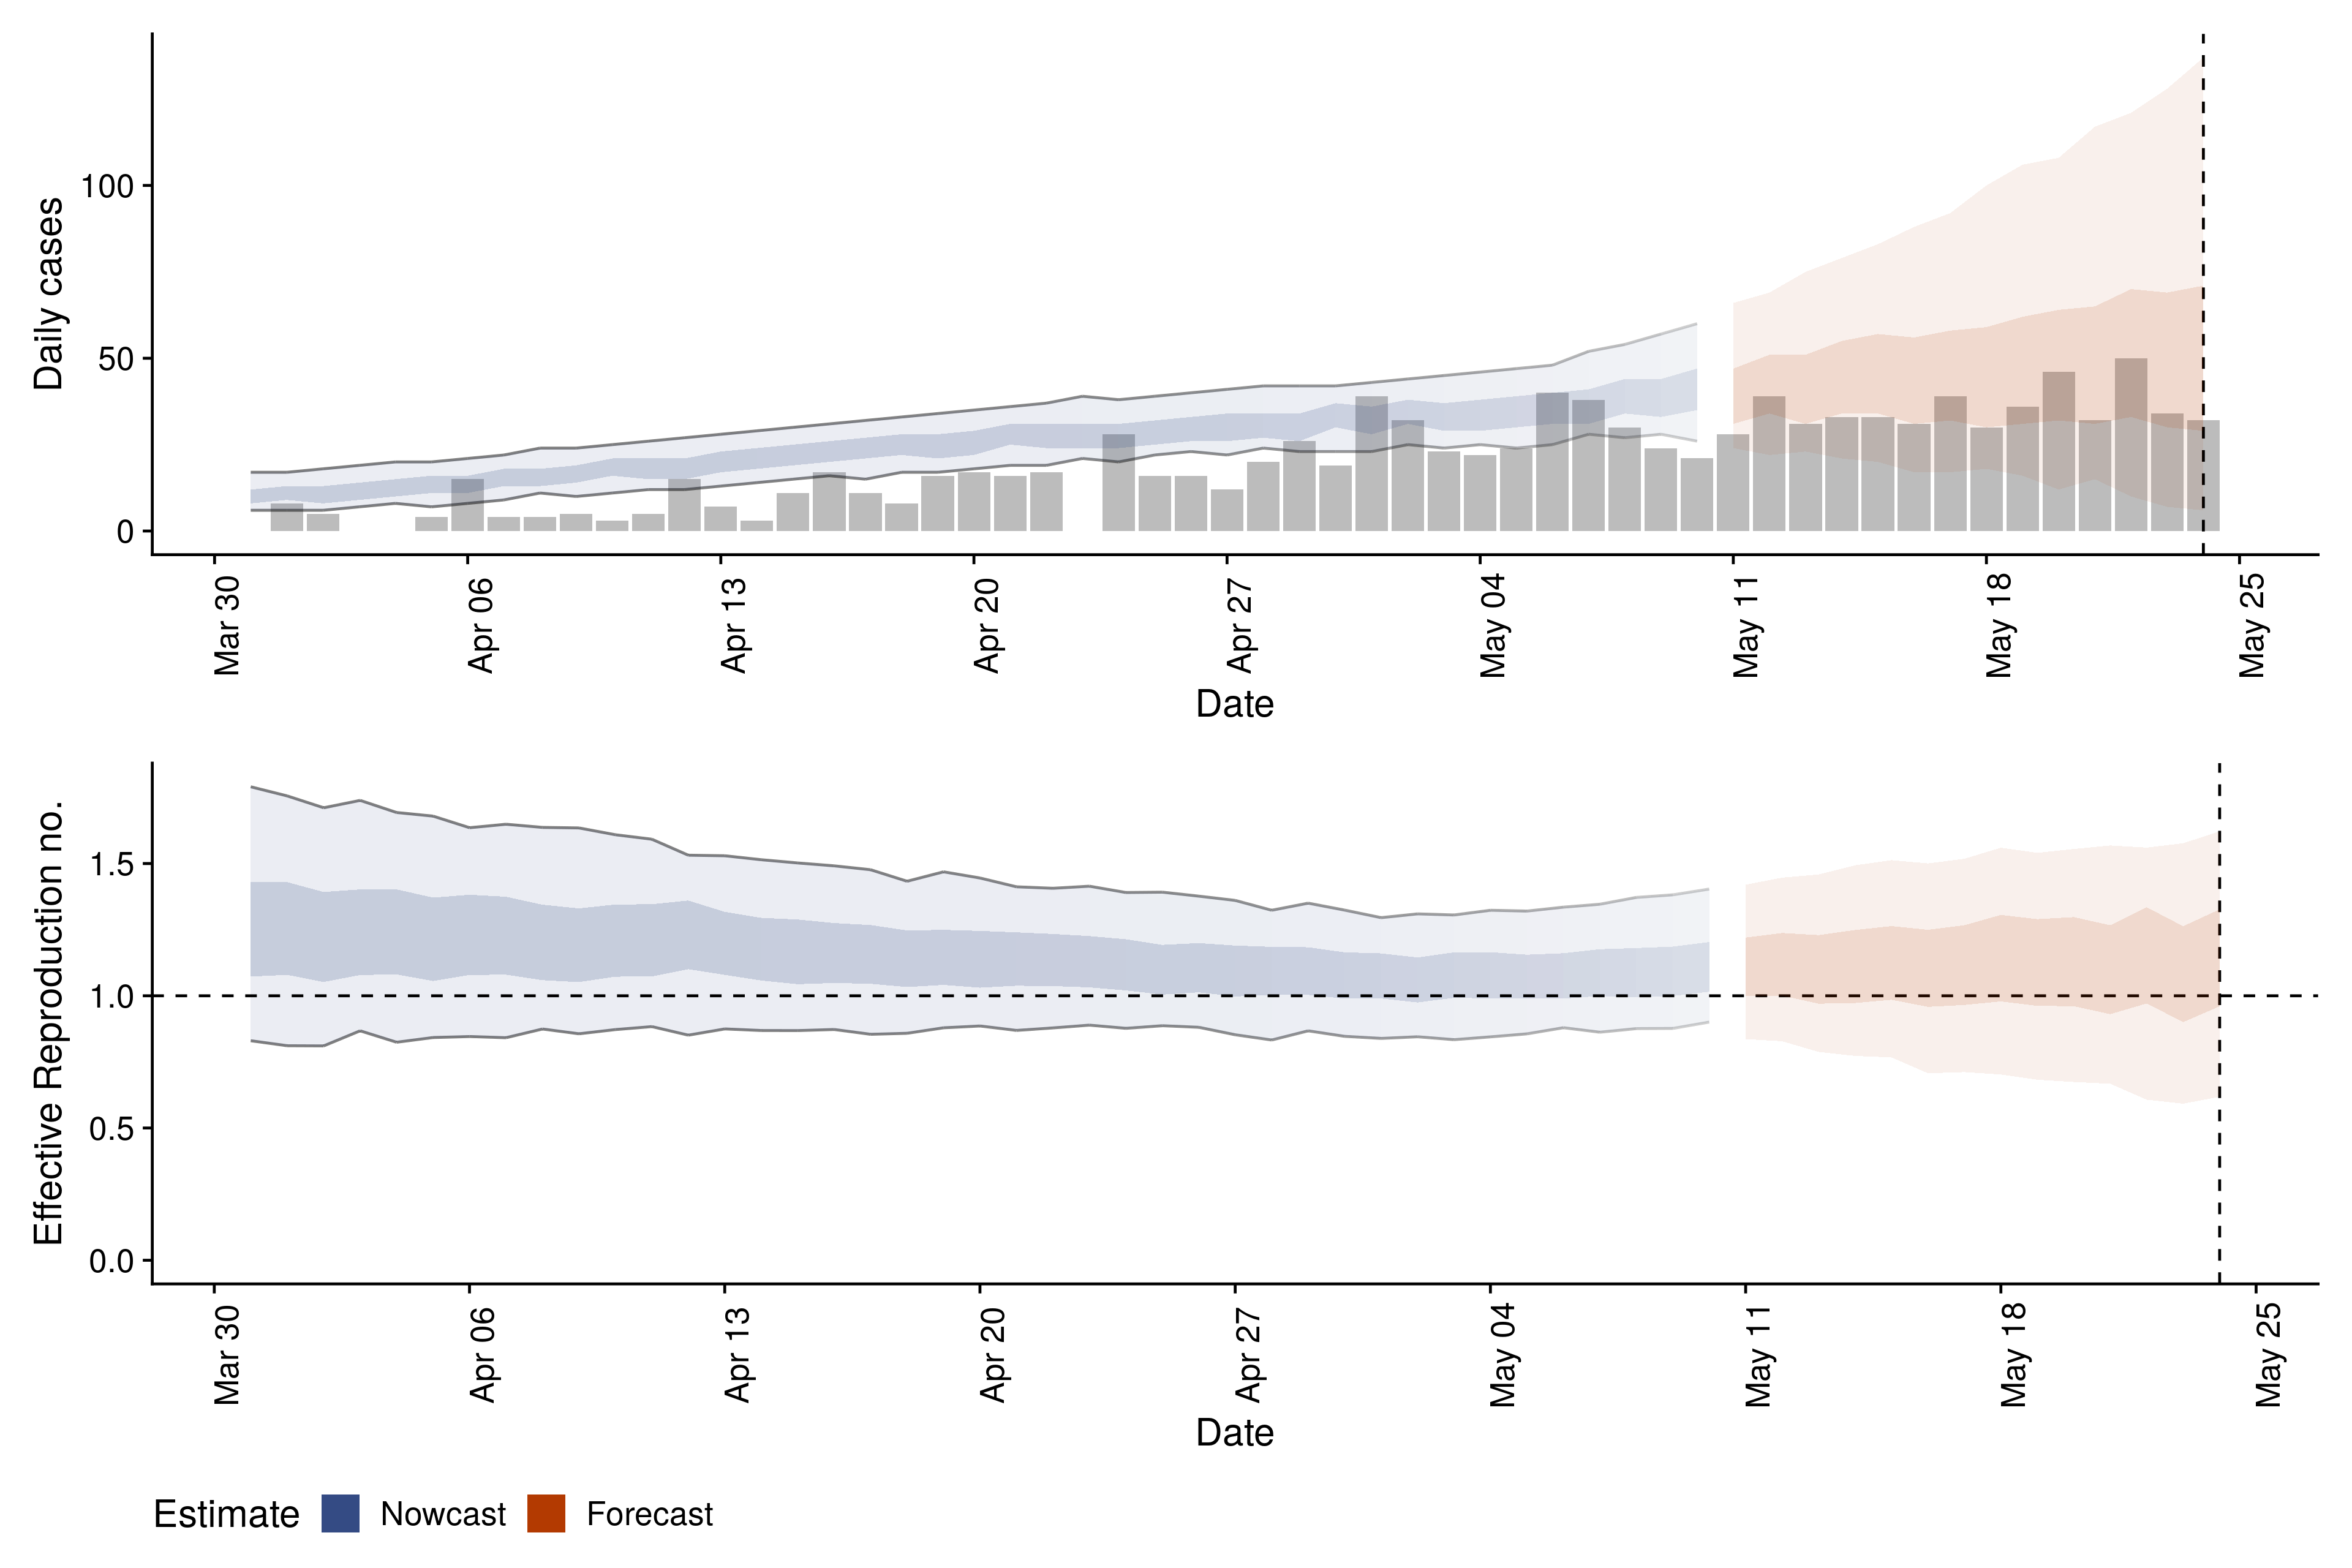 Daily cases
100
50
0
Mar 30
Apr 06
Apr 13
Apr 20
Apr 27
May 04
May 11
May 18
May 25
Date
Effective Reproduction no.
1.5
1.0
0.5
0.0
Mar 30
Apr 06
Apr 13
Apr 20
Apr 27
May 04
May 11
May 18
May 25
Date
Estimate Nowcast Forecast